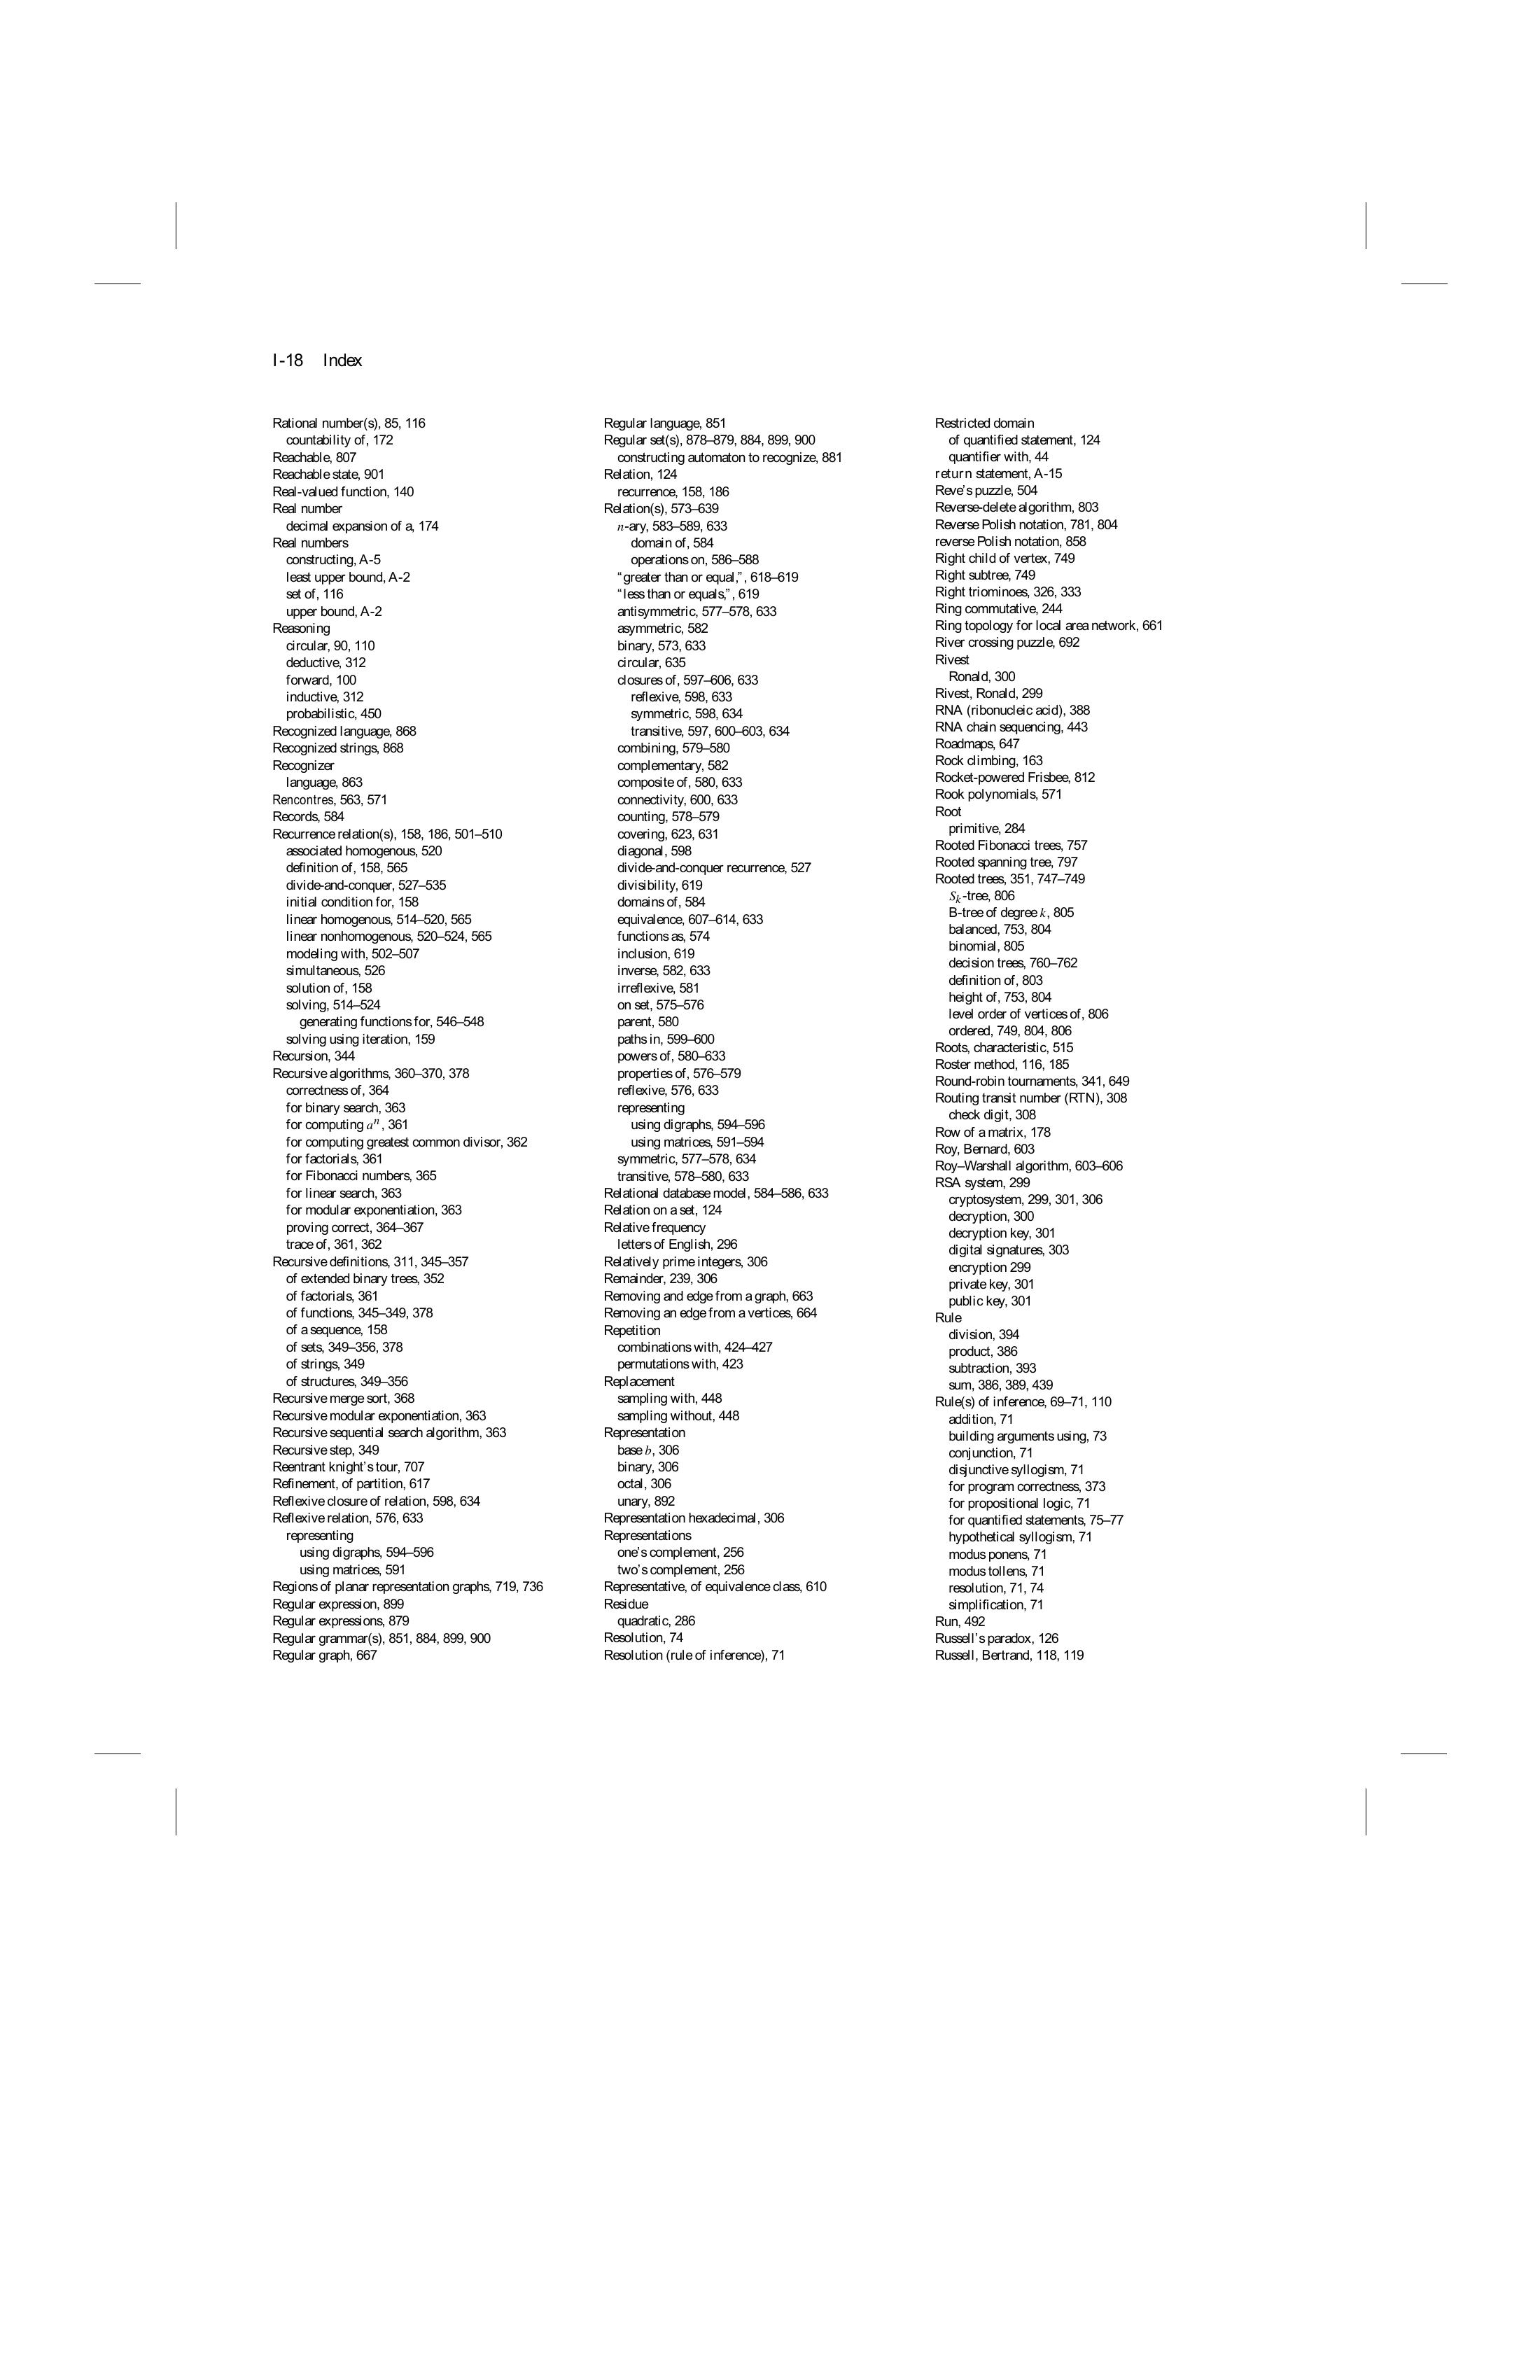 I-18 Index
Rational number(s), 85, 116
countability of, 172
Reachable, 807
Reachable state, 901
Real-valued function, 140
Real number
decimal expansion of a, 174
Real numbers
constructing, A-5
least upper bound, A-2
set of, 116
upper bound, A-2
Reasoning
circular, 90, 110
deductive, 312
forward, 100
inductive, 312
probabilistic, 450
Recognized language, 868
Recognized strings, 868
Recognizer
language, 863
Rencontres, 563, 571
Records, 584
Recurrence relation(s), 158, 186, 501–510
associated homogenous, 520
definition of, 158, 565
divide-and-conquer, 527–535
initial condition for, 158
linear homogenous, 514–520, 565
linear nonhomogenous, 520–524, 565
modeling with, 502–507
simultaneous, 526
solution of, 158
solving, 514–524
generating functions for, 546–548
solving using iteration, 159
Recursion, 344
Recursive algorithms, 360–370, 378
correctness of, 364
for binary search, 363
for computing aⁿ, 361
for computing greatest common divisor, 362
for factorials, 361
for Fibonacci numbers, 365
for linear search, 363
for modular exponentiation, 363
proving correct, 364–367
trace of, 361, 362
Recursive definitions, 311, 345–357
of extended binary trees, 352
of factorials, 361
of functions, 345–349, 378
of a sequence, 158
of sets, 349–356, 378
of strings, 349
of structures, 349–356
Recursive merge sort, 368
Recursive modular exponentiation, 363
Recursive sequential search algorithm, 363
Recursive step, 349
Reentrant knight's tour, 707
Refinement, of partition, 617
Reflexive closure of relation, 598, 634
Reflexive relation, 576, 633
representing
using digraphs, 594–596
using matrices, 591
Regions of planar representation graphs, 719, 736
Regular expression, 899
Regular expressions, 879
Regular grammar(s), 851, 884, 899, 900
Regular graph, 667
Regular language, 851
Regular set(s), 878–879, 884, 899, 900
constructing automaton to recognize, 881
Relation, 124
recurrence, 158, 186
Relation(s), 573–639
n-ary, 583–589, 633
domain of, 584
operations on, 586–588
“greater than or equal,”, 618–619
“less than or equals,”, 619
antisymmetric, 577–578, 633
asymmetric, 582
binary, 573, 633
circular, 635
closures of, 597–606, 633
reflexive, 598, 633
symmetric, 598, 634
transitive, 597, 600–603, 634
combining, 579–580
complementary, 582
composite of, 580, 633
connectivity, 600, 633
counting, 578–579
covering, 623, 631
diagonal, 598
divide-and-conquer recurrence, 527
divisibility, 619
domains of, 584
equivalence, 607–614, 633
functions as, 574
inclusion, 619
inverse, 582, 633
irreflexive, 581
on set, 575–576
parent, 580
paths in, 599–600
powers of, 580–633
properties of, 576–579
reflexive, 576, 633
representing
using digraphs, 594–596
using matrices, 591–594
symmetric, 577–578, 634
transitive, 578–580, 633
Relational database model, 584–586, 633
Relation on a set, 124
Relative frequency
letters of English, 296
Relatively prime integers, 306
Remainder, 239, 306
Removing and edge from a graph, 663
Removing an edge from a vertices, 664
Repetition
combinations with, 424–427
permutations with, 423
Replacement
sampling with, 448
sampling without, 448
Representation
base b, 306
binary, 306
octal, 306
unary, 892
Representation hexadecimal, 306
Representations
one's complement, 256
two's complement, 256
Representative, of equivalence class, 610
Residue
quadratic, 286
Resolution, 74
Resolution (rule of inference), 71
Restricted domain
of quantified statement, 124
quantifier with, 44
return statement, A-15
Reve's puzzle, 504
Reverse-delete algorithm, 803
Reverse Polish notation, 781, 804
reverse Polish notation, 858
Right child of vertex, 749
Right subtree, 749
Right triominoes, 326, 333
Ring commutative, 244
Ring topology for local area network, 661
River crossing puzzle, 692
Rivest
Ronald, 300
Rivest, Ronald, 299
RNA (ribonucleic acid), 388
RNA chain sequencing, 443
Roadmaps, 647
Rock climbing, 163
Rocket-powered Frisbee, 812
Rook polynomials, 571
Root
primitive, 284
Rooted Fibonacci trees, 757
Rooted spanning tree, 797
Rooted trees, 351, 747–749
Sₖ-tree, 806
B-tree of degree k, 805
balanced, 753, 804
binomial, 805
decision trees, 760–762
definition of, 803
height of, 753, 804
level order of vertices of, 806
ordered, 749, 804, 806
Roots, characteristic, 515
Roster method, 116, 185
Round-robin tournaments, 341, 649
Routing transit number (RTN), 308
check digit, 308
Row of a matrix, 178
Roy, Bernard, 603
Roy–Warshall algorithm, 603–606
RSA system, 299
cryptosystem, 299, 301, 306
decryption, 300
decryption key, 301
digital signatures, 303
encryption 299
private key, 301
public key, 301
Rule
division, 394
product, 386
subtraction, 393
sum, 386, 389, 439
Rule(s) of inference, 69–71, 110
addition, 71
building arguments using, 73
conjunction, 71
disjunctive syllogism, 71
for program correctness, 373
for propositional logic, 71
for quantified statements, 75–77
hypothetical syllogism, 71
modus ponens, 71
modus tollens, 71
resolution, 71, 74
simplification, 71
Run, 492
Russell's paradox, 126
Russell, Bertrand, 118, 119